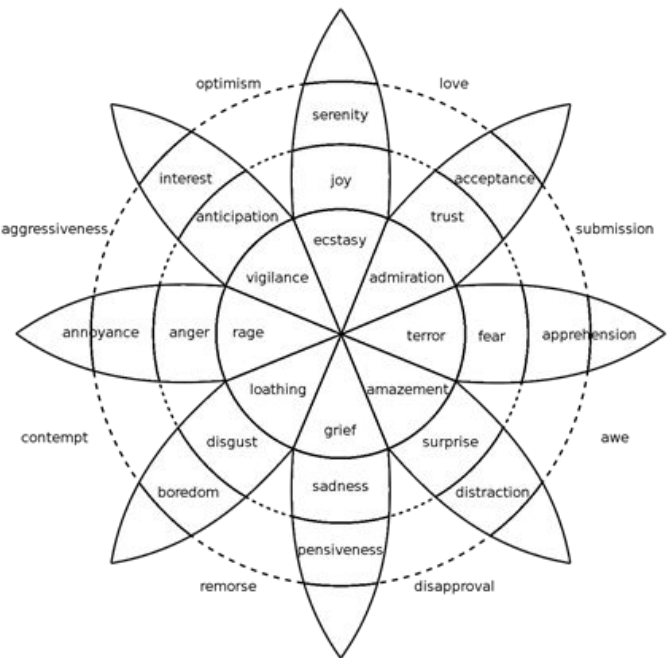 optimism
love
serenity
interest
joy
acceptance
anticipation
trust
aggressiveness
submission
ecstasy
vigilance
admiration
annoyance
anger
rage
terror
fear
apprehension
loathing
amazement
grief
contempt
disgust
surprise
awe
boredom
sadness
distraction
pensiveness
remorse
disapproval